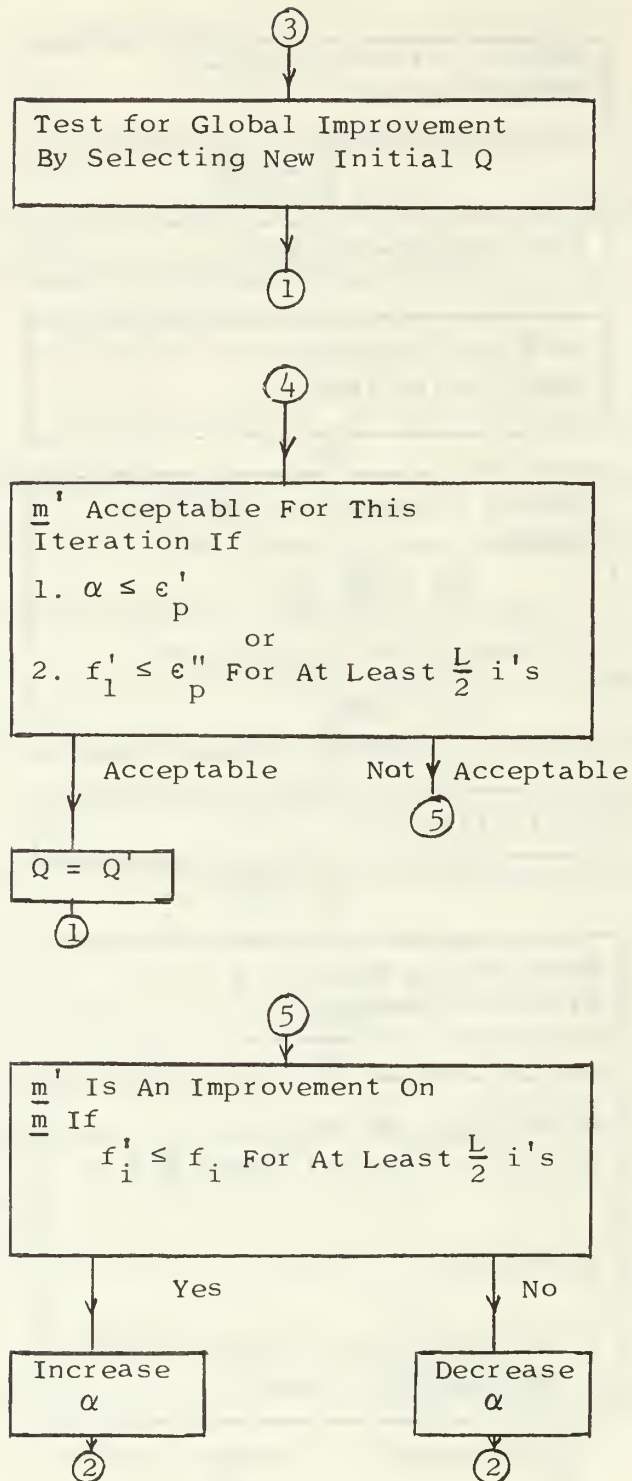 3
Test for Global Improvement
By Selecting New Initial Q
1
4
m' Acceptable For This
Iteration If
1. α ≤ ε'p
or
2. f'1 ≤ ε"p For At Least L/2 i's
Acceptable
Not Acceptable
5
Q = Q'
1
5
m' Is An Improvement On
m If
f'i ≤ fi For At Least L/2 i's
Yes
No
Increase
α
Decrease
α
2
2